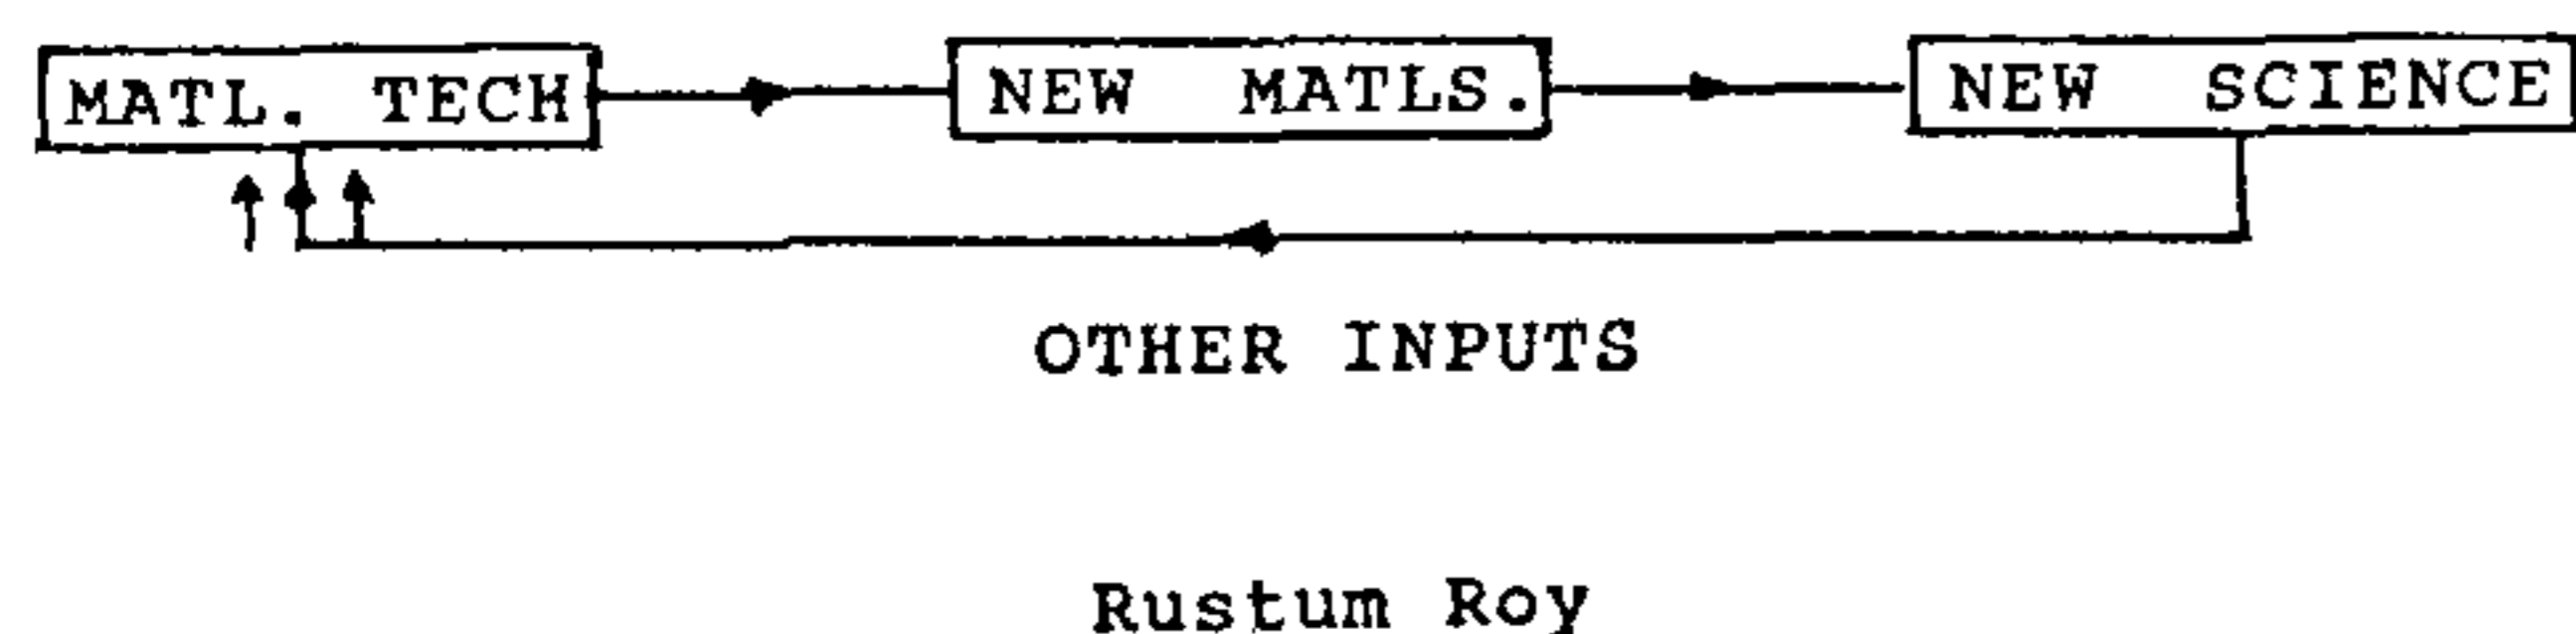 MATL. TECH NEW MATLS. NEW SCIENCE
OTHER INPUTS
Rustum Roy